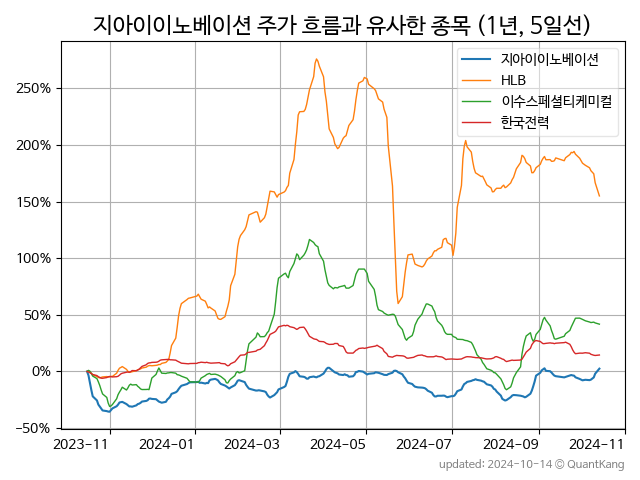 지아이이노베이션 주가 흐름과 유사한 종목 (1년, 5일선)
지아이이노베이션
HLB
이수스페셜티케미컬
한국전력
250%
200%
150%
100%
50%
0%
−50%
2023-11 2024-01 2024-03 2024-05 2024-07 2024-09 2024-11
updated: 2024-10-14 © QuantKang